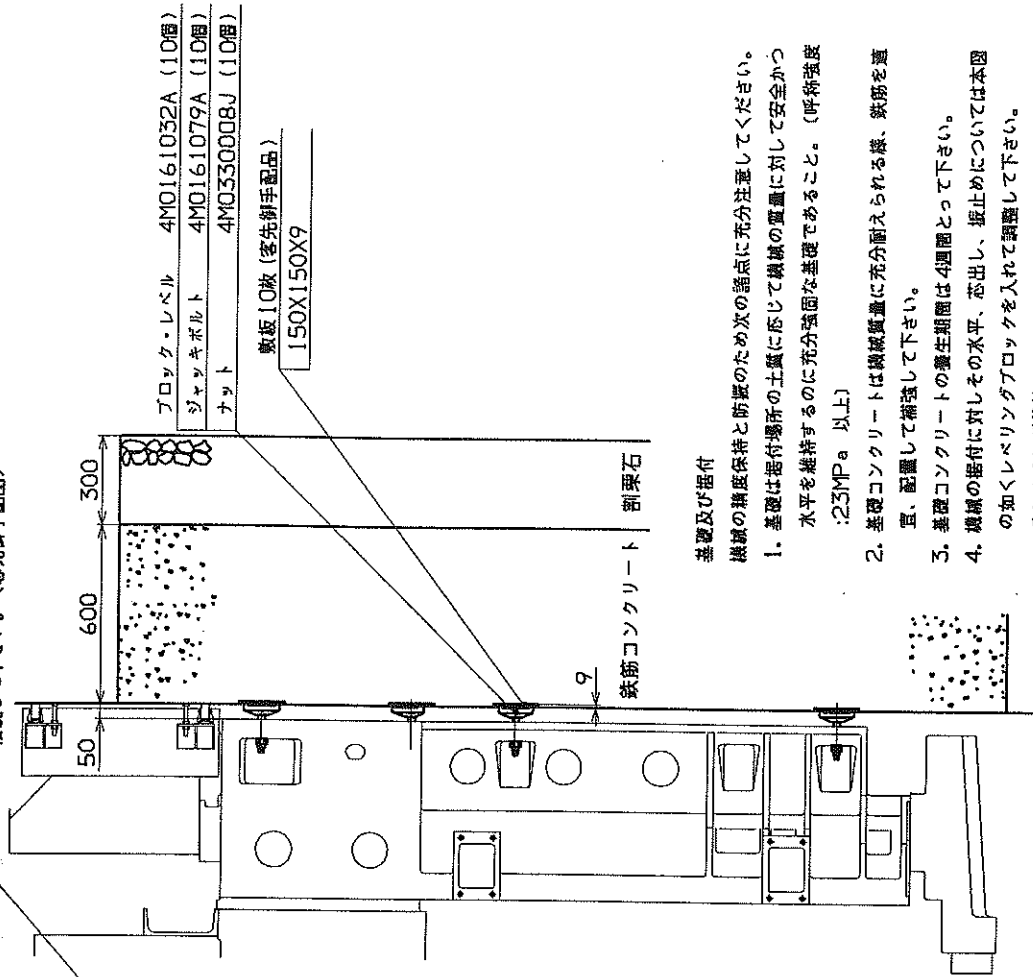 ブロック・レベル 4M0161032A (10個)
ジャッキボルト 4M0161079A (10個)
ナット 4M0330008J (10個)
敷板10枚 (客先御手配品)
150X150X9
300
600
50
9
割栗石
鉄筋コンクリート
基礎及び据付
機械の精度保持と防振のため次の諸点に充分注意してください。
1. 基礎は据付場所の土質に応じて機械の質量に対して安全かつ
水平を維持するのに充分強固な基礎であること。(呼称強度
:23MPa 以上)
2. 基礎コンクリートは機械質量に充分耐えられる様、鉄筋を適
宜、配置して補強して下さい。
3. 基礎コンクリートの養生期間は4週間とって下さい。
4. 機械の据付に対しその水平、芯出し、振止めについては本図
の如くレベリングブロックを入れて調整して下さい。